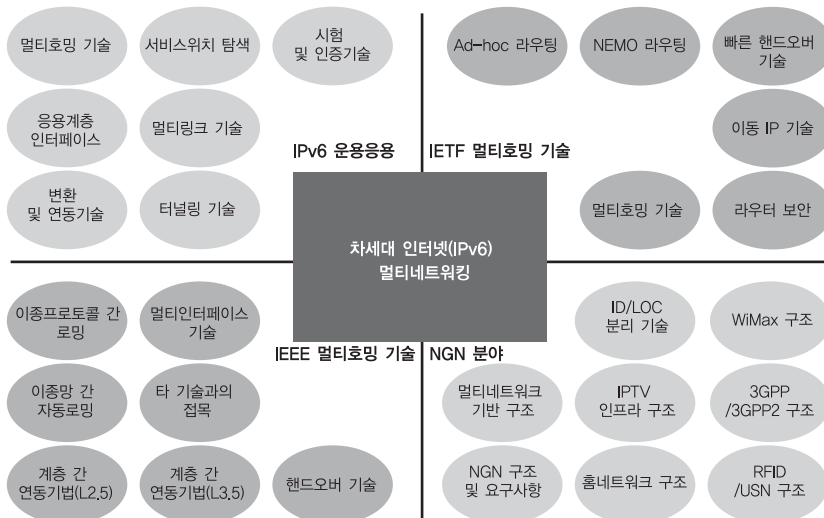 멀티호밍 기술
서비스위치 탐색
시험
및 인증기술
응용계층
인터페이스
멀티링크 기술
변환
및 연동기술
터널링 기술
IPv6 운용응용
Ad-hoc 라우팅
NEMO 라우팅
빠른 핸드오버
기술
이동 IP 기술
멀티호밍 기술
라우터 보안
IETF 멀티호밍 기술
차세대 인터넷(IPv6)
멀티네트워킹
이종프로토콜 간
로밍
멀티인터페이스
기술
IEEE 멀티호밍 기술
이종망 간
자동로밍
타 기술과의
접목
계층 간
연동기법(L2,5)
계층 간
연동기법(L3,5)
핸드오버 기술
NGN 분야
ID/LOC
분리 기술
WiMax 구조
멀티네트워크
기반 구조
IPTV
인프라 구조
3GPP
/3GPP2 구조
NGN 구조
및 요구사항
홈네트워크 구조
RFID
/USN 구조